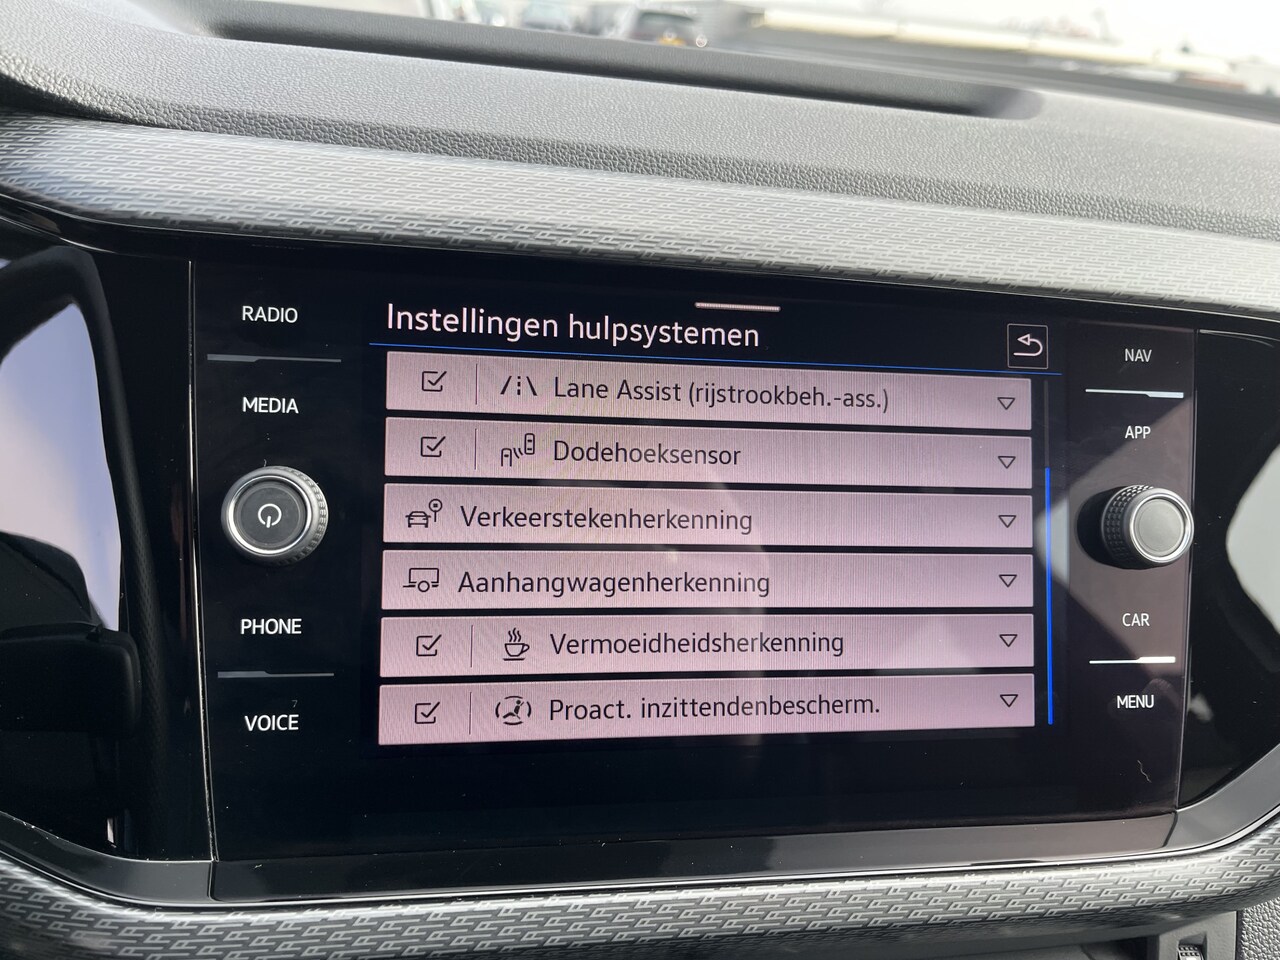 RADIO
MEDIA
PHONE
VOICE
Instellingen hulpsystemen
Lane Assist (rijstrookbeh.-ass.)
Dodehoeksensor
Verkeerstekenherkenning
Aanhangwagenherkenning
Vermoeidheidsherkenning
Proact. inzittendenbescherm.
NAV
APP
CAR
MENU